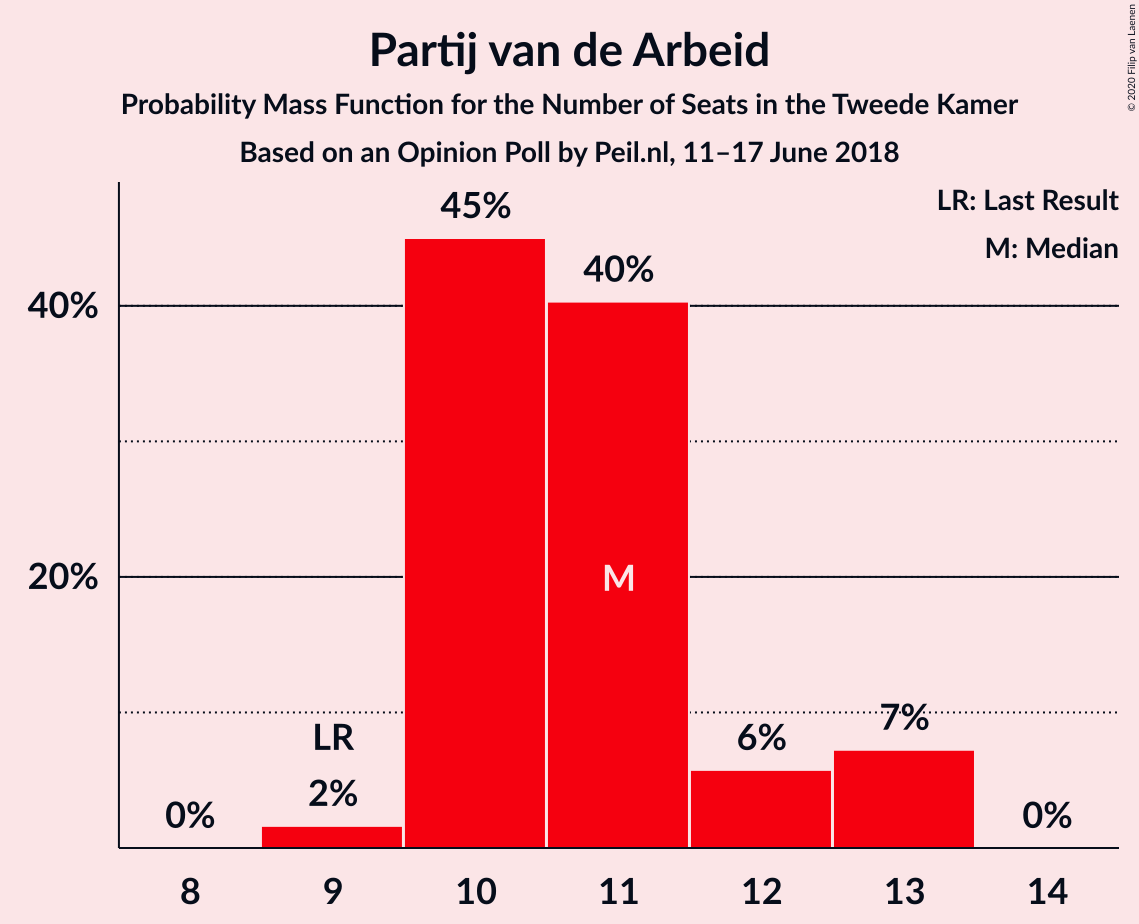 Partij van de Arbeid
Probability Mass Function for the Number of Seats in the Tweede Kamer
Based on an Opinion Poll by Peil.nl, 11–17 June 2018
© 2020 Filip van Laenen
LR: Last Result
M: Median
45%
40%
40%
20%
M
LR
0%
2%
6%
7%
0%
8 9 10 11 12 13 14